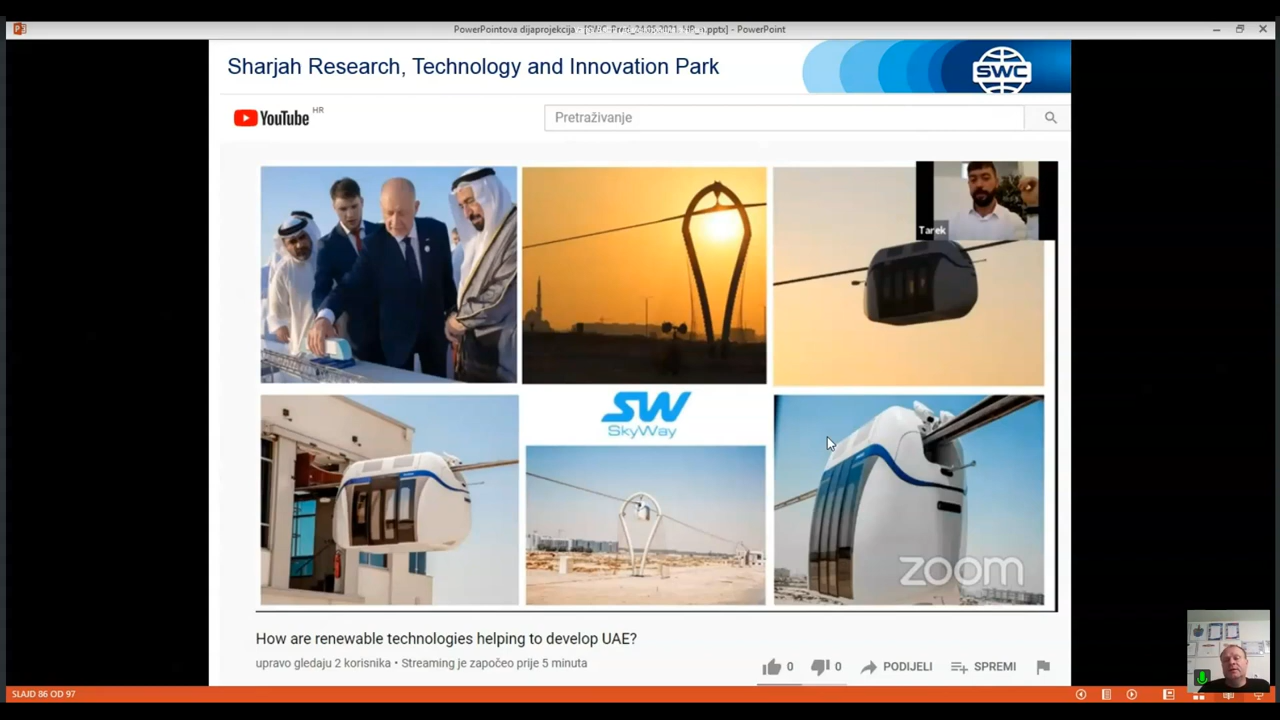 PowerPointova dijaprojekcija - [SWC_Prez_24.05.2021_HR_n.pptx] - PowerPoint
Sharjah Research, Technology and Innovation Park
SWC
YouTube HR
Pretraživanje
Tarek
SW
SkyWay
zoom
How are renewable technologies helping to develop UAE?
upravo gledaju 2 korisnika • Streaming je započeo prije 5 minuta
0
0
PODIJELI
SPREMI
SLAJD 86 OD 97